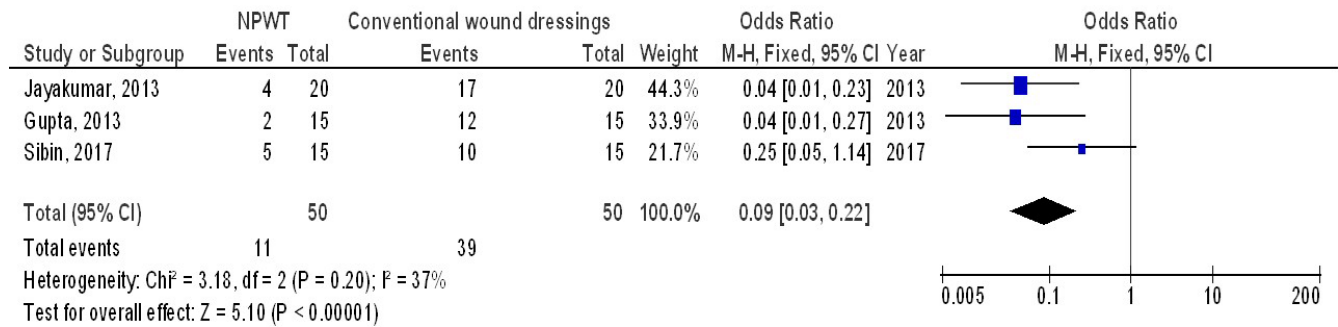 NPWT Conventional wound dressings Odds Ratio Odds Ratio
Study or Subgroup Events Total Events Total Weight M-H, Fixed, 95% CI Year M-H, Fixed, 95% CI
Jayakumar, 2013 4 20 17 20 44.3% 0.04 [0.01, 0.23] 2013
Gupta, 2013 2 15 12 15 33.9% 0.04 [0.01, 0.27] 2013
Sibin, 2017 5 15 10 15 21.7% 0.25 [0.05, 1.14] 2017
Total (95% CI) 50 50 100.0% 0.09 [0.03, 0.22]
Total events 11 39
Heterogeneity: Chi² = 3.18, df = 2 (P = 0.20); I² = 37%
Test for overall effect: Z = 5.10 (P < 0.00001)
0.005 0.1 1 10 200